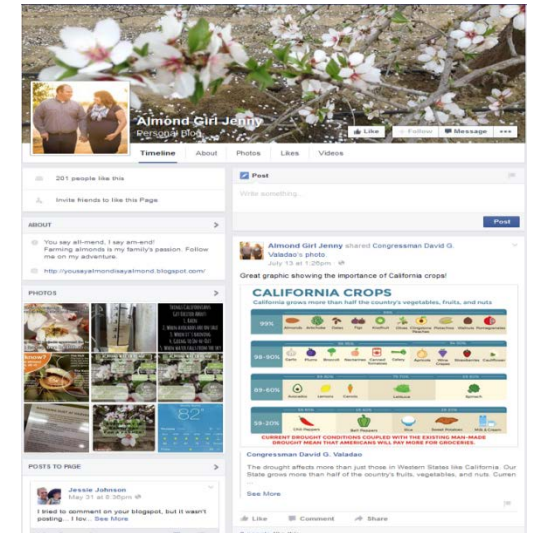 Almond Girl Jenny
Personal Blog
Like
Follow
Message
Timeline
About
Photos
Likes
Videos
201 people like this
Invite friends to like this Page
ABOUT
You say all-mend, I say am-end!
Farming almonds is my family's passion. Follow
me on my adventure.
http://yousayalmondisayalmond.blogspot.com/
PHOTOS
82°
POSTS TO PAGE
Jessie Johnson
May 31 at 8:36pm
I tried to comment on your blogspot, but it wasn't
posting... I lov... See More
Post
Write something...
Post
Almond Girl Jenny shared Congressman David G.
Valadao's photo.
July 13 at 1:26pm
Great graphic showing the importance of California crops!
CALIFORNIA CROPS
California grows more than half the country's vegetables, fruits, and nuts
99%
Almonds
Artichoke
Dates
Figs
Kiwifruit
Olives
Pistachios
Walnuts
Pomegranates
Garlic
Plums
Broccoli
Nectarines
Celery
Apricots
Strawberries
Cauliflower
Avocados
Lemons
Carrots
Lettuce
Spinach
Chili Peppers
Bell Peppers
Rice
Milk & Cream
CURRENT DROUGHT CONDITIONS COUPLED WITH THE EXISTING MAN-MADE
DROUGHT MEAN THAT AMERICANS WILL PAY MORE FOR GROCERIES.
Congressman David G. Valadao
The drought affects more than just those in Western States like California. Our
State grows more than half of the country's fruits, vegetables, and nuts. Curren
...
See More
Like
Comment
Share